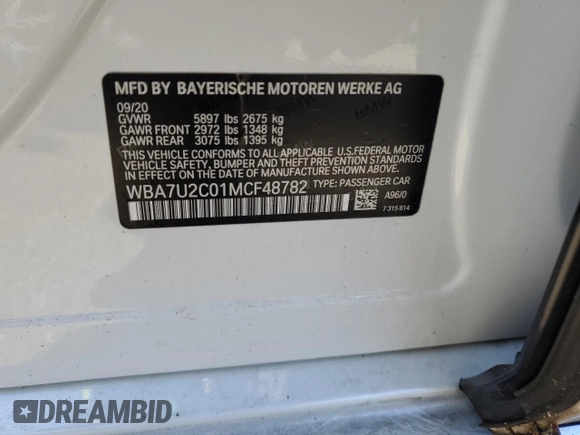 MFD BY BAYERISCHE MOTOREN WERKE AG
09/20
GVWR 5897 lbs 2675 kg
GAWR FRONT 2972 lbs 1348 kg
GAWR REAR 3075 lbs 1395 kg
THIS VEHICLE CONFORMS TO ALL APPLICABLE U.S.FEDERAL MOTOR
VEHICLE SAFETY, BUMPER, AND THEFT PREVENTION STANDARDS
IN EFFECT ON THE DATE OF MANUFACTURE SHOWN ABOVE.
WBA7U2C01MCF48782 TYPE: PASSENGER CAR
A96/0
7 315 614
BMW
DREAMBID